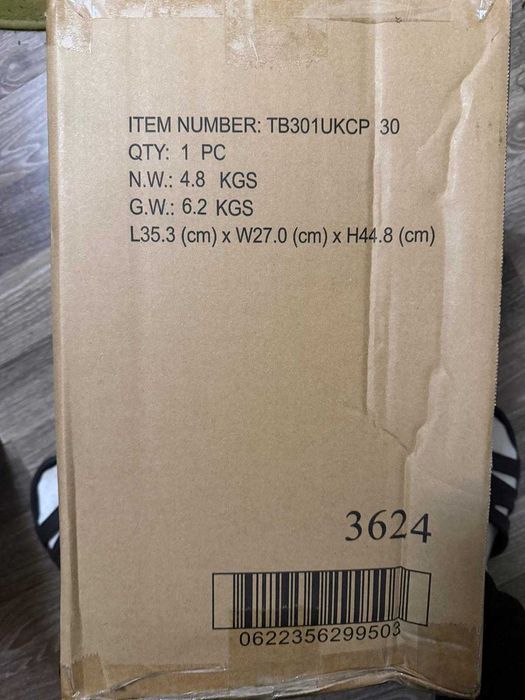 ITEM NUMBER: TB301UKCP 30
QTY: 1 PC
N.W.: 4.8 KGS
G.W.: 6.2 KGS
L35.3 (cm) x W27.0 (cm) x H44.8 (cm)
3624
0622356299503